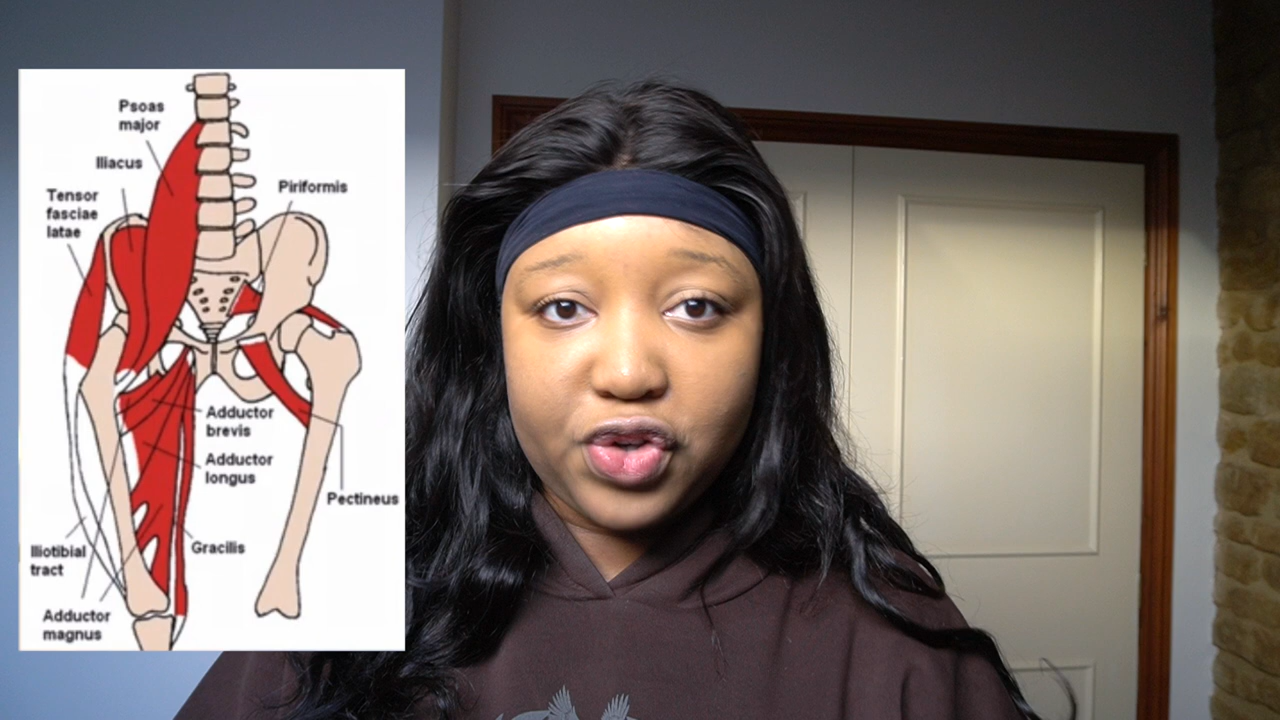 Psoas
major
Iliacus
Piriformis
Tensor
fasciae
latae
Adductor
brevis
Adductor
longus
Pectineus
Gracilis
Iliotibial
tract
Adductor
magnus